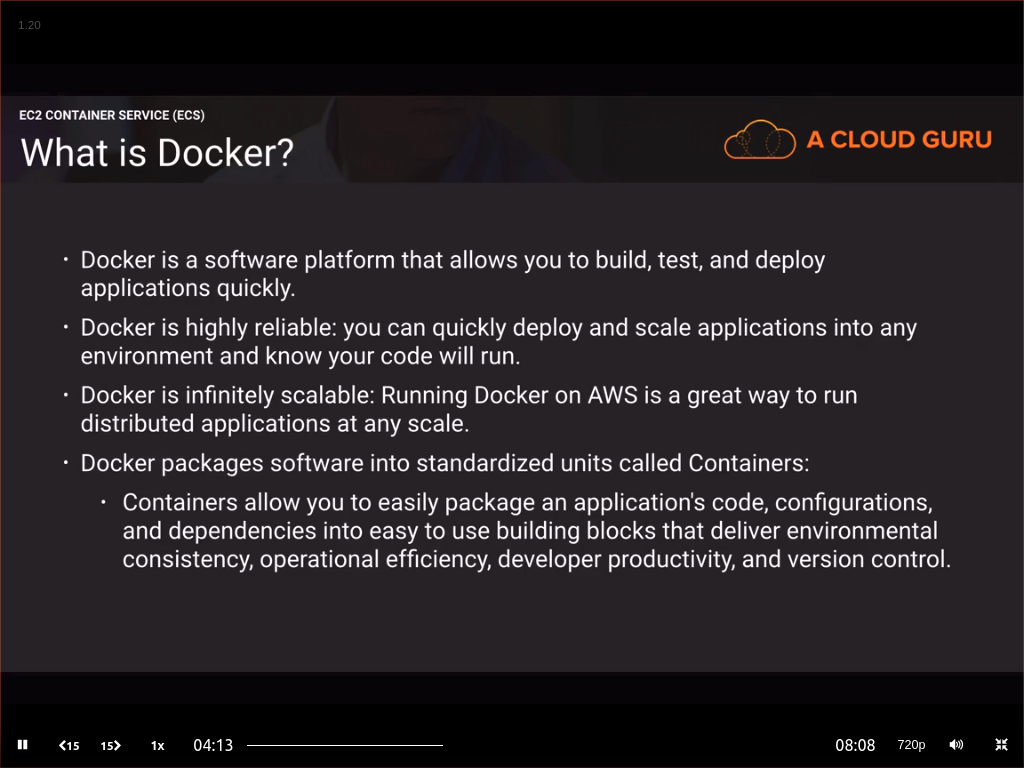 1.20
EC2 CONTAINER SERVICE (ECS)
What is Docker?
A CLOUD GURU
· Docker is a software platform that allows you to build, test, and deploy
applications quickly.
· Docker is highly reliable: you can quickly deploy and scale applications into any
environment and know your code will run.
· Docker is infinitely scalable: Running Docker on AWS is a great way to run
distributed applications at any scale.
· Docker packages software into standardized units called Containers:
· Containers allow you to easily package an application's code, configurations,
and dependencies into easy to use building blocks that deliver environmental
consistency, operational efficiency, developer productivity, and version control.
15 15 1x 04:13 08:08 720p